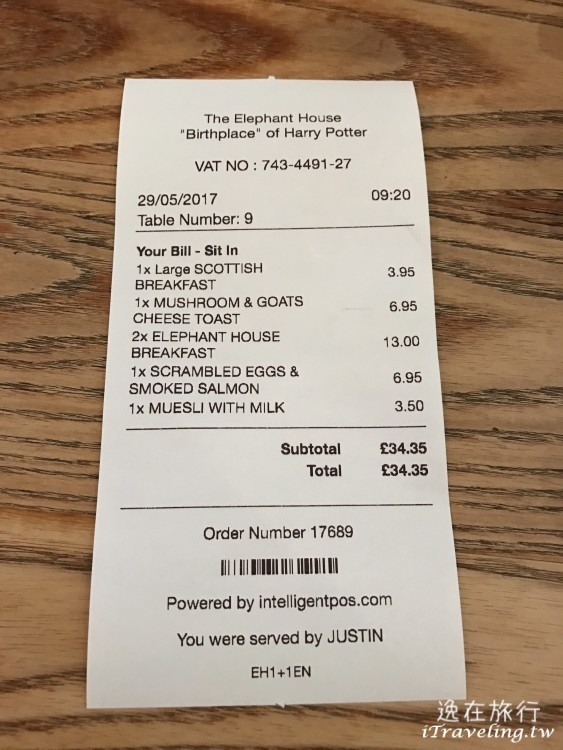 The Elephant House
"Birthplace" of Harry Potter
VAT NO : 743-4491-27
29/05/2017 09:20
Table Number: 9
Your Bill - Sit In
1x Large SCOTTISH
BREAKFAST 3.95
1x MUSHROOM & GOATS
CHEESE TOAST 6.95
2x ELEPHANT HOUSE
BREAKFAST 13.00
1x SCRAMBLED EGGS &
SMOKED SALMON 6.95
1x MUESLI WITH MILK 3.50
Subtotal £34.35
Total £34.35
Order Number 17689
Powered by intelligentpos.com
You were served by JUSTIN
EH1+1EN
逸在旅行
iTraveling.tw